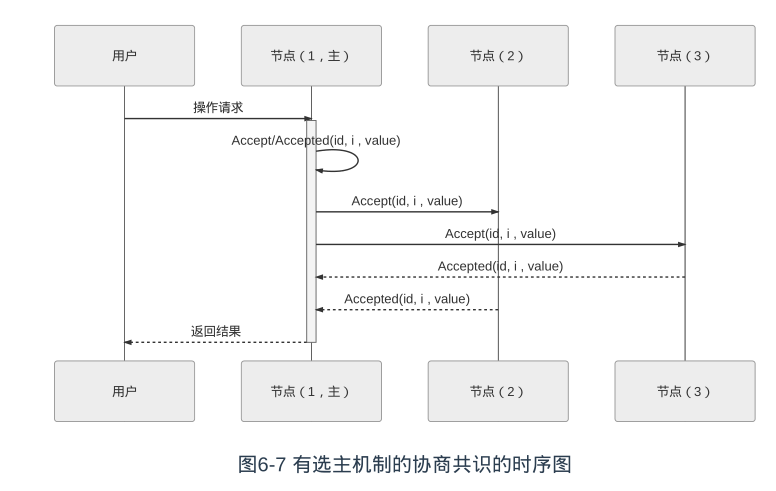 用户
节点（1，主）
节点（2）
节点（3）
操作请求
Accept/Accepted(id, i , value)
Accept(id, i , value)
Accept(id, i , value)
Accepted(id, i , value)
Accepted(id, i , value)
返回结果
用户
节点（1，主）
节点（2）
节点（3）
图6-7 有选主机制的协商共识的时序图